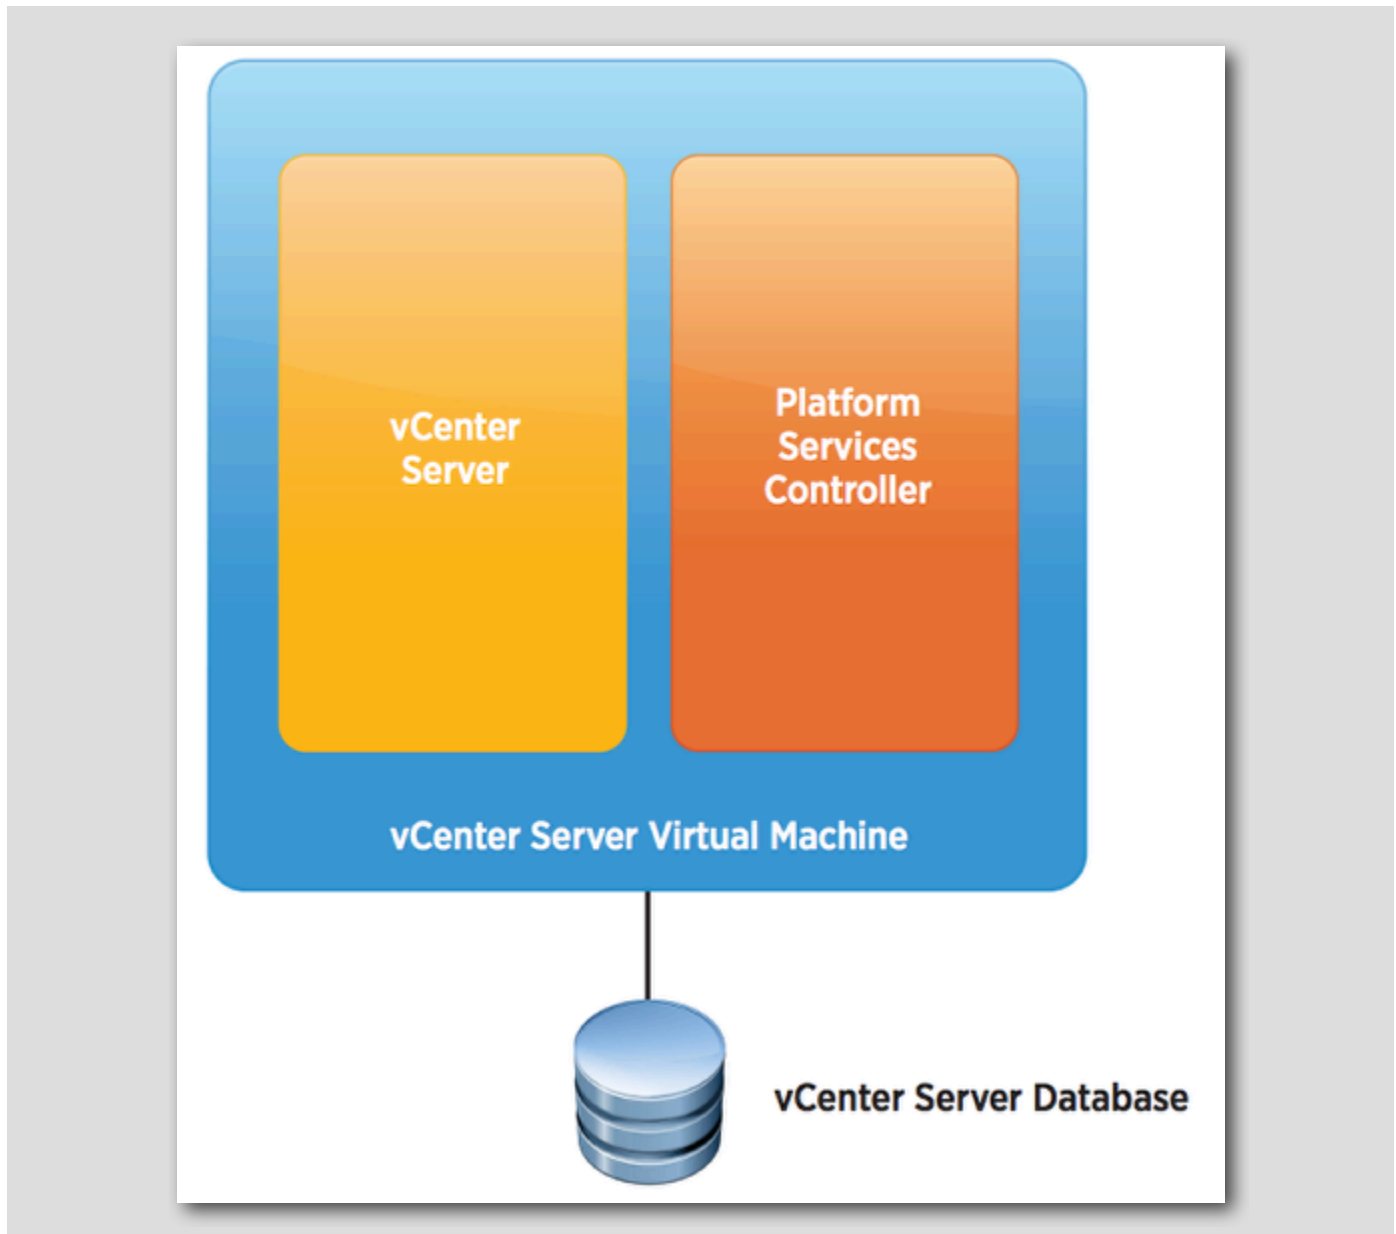 vCenter
Server
Platform
Services
Controller
vCenter Server Virtual Machine
vCenter Server Database